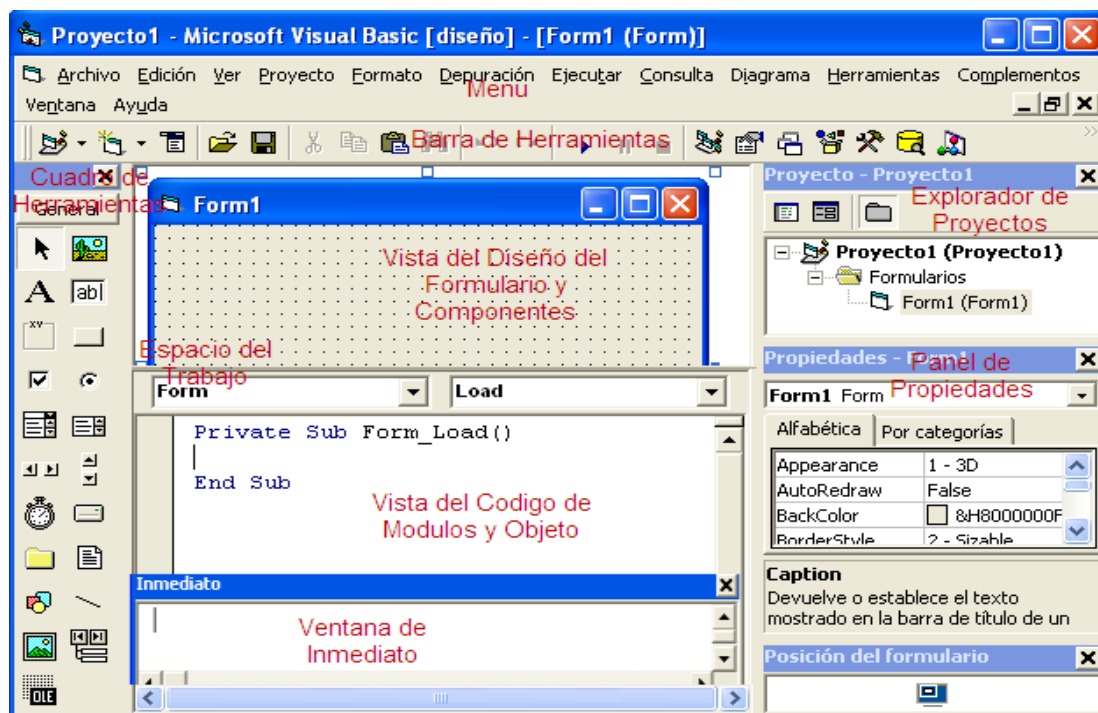 Proyecto1 - Microsoft Visual Basic [diseño] - [Form1 (Form)]
Archivo Edición Ver Proyecto Formato Depuración Ejecutar Consulta Diagrama Herramientas Complementos
Menu
Ventana Ayuda
Barra de Herramientas
Cuadro de
Herramientas
General
Form1
Vista del Diseño del
Formulario y
Componentes
Espacio del
Trabajo
Proyecto - Proyecto1
Explorador de
Proyectos
Proyecto1 (Proyecto1)
Formularios
Form1 (Form1)
A
ab
xy
OLE
Form
Load
Private Sub Form_Load()
End Sub
Vista del Codigo de
Modulos y Objeto
Inmediato
Ventana de
Inmediato
Propiedades - Form1
Panel de
Propiedades
Form1 Form
Alfabética Por categorías
Appearance 1 - 3D
AutoRedraw False
BackColor &H8000000F
BorderStyle 2 - Sizable
Caption
Devuelve o establece el texto
mostrado en la barra de título de un
Posición del formulario